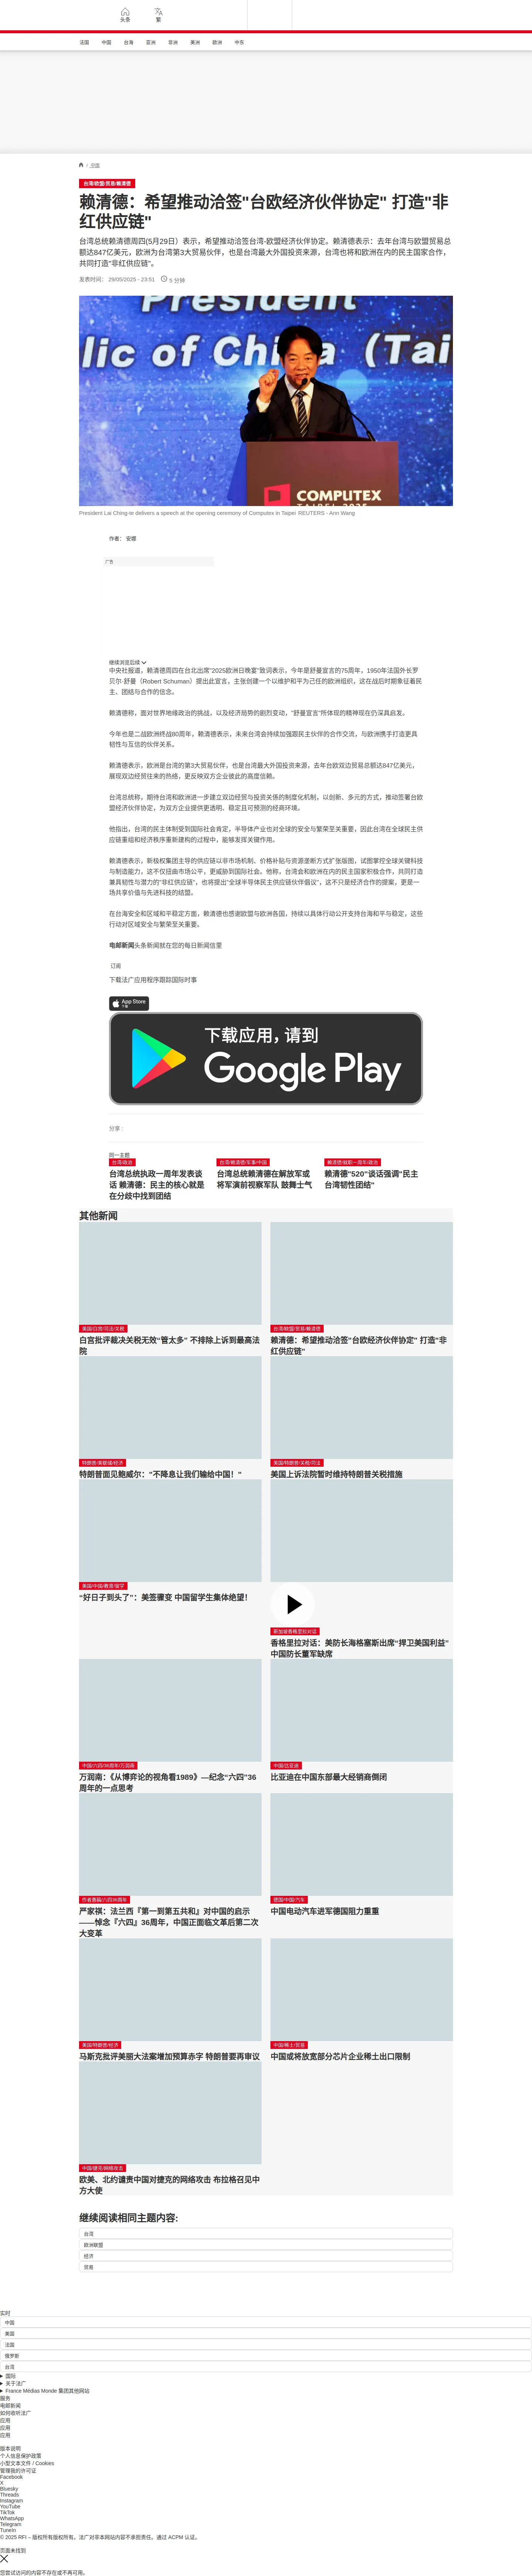 头条
繁
法国
中国
台海
亚洲
非洲
美洲
欧洲
中东
/ 中国
台湾/欧盟/贸易/赖清德
赖清德：希望推动洽签"台欧经济伙伴协定" 打造"非
红供应链"
台湾总统赖清德周四(5月29日）表示，希望推动洽签台湾-欧盟经济伙伴协定。赖清德表示：去年台湾与欧盟贸易总
额达847亿美元，欧洲为台湾第3大贸易伙伴，也是台湾最大外国投资来源，台湾也将和欧洲在内的民主国家合作，
共同打造"非红供应链"。
发表时间： 29/05/2025 - 23:51
5 分钟
President
lic of China (Tai
COMPUTEX
TAIPEI 2025
President Lai Ching-te delivers a speech at the opening ceremony of Computex in Taipei REUTERS - Ann Wang
作者： 安娜
广告
继续浏览后续
中央社报道，赖清德周四在台北出席"2025欧洲日晚宴"致词表示，今年是舒曼宣言的75周年，1950年法国外长罗
贝尔·舒曼（Robert Schuman）提出此宣言，主张创建一个以维护和平为己任的欧洲组织，这在战后时期象征着民
主、团结与合作的信念。
赖清德称，面对世界地缘政治的挑战，以及经济局势的剧烈变动，"舒曼宣言"所体现的精神现在仍深具启发。
今年也是二战欧洲终战80周年，赖清德表示，未来台湾会持续加强跟民主伙伴的合作交流，与欧洲携手打造更具
韧性与互信的伙伴关系。
赖清德表示，欧洲是台湾的第3大贸易伙伴，也是台湾最大外国投资来源，去年台欧双边贸易总额达847亿美元，
展现双边经贸往来的热络，更反映双方企业彼此的高度信赖。
台湾总统称，期待台湾和欧洲进一步建立双边经贸与投资关係的制度化机制，以创新、多元的方式，推动签署台欧
盟经济伙伴协定，为双方企业提供更透明、稳定且可预测的经商环境。
他指出，台湾的民主体制受到国际社会肯定，半导体产业也对全球的安全与繁荣至关重要，因此台湾在全球民主供
应链重组和经济秩序重新建构的过程中，能够发挥关键作用。
赖清德表示，新极权集团主导的供应链以非市场机制、价格补贴与资源垄断方式扩张版图，试图掌控全球关键科技
与制造能力，这不仅扭曲市场公平，更威胁到国际社会。他称，台湾会和欧洲在内的民主国家积极合作，共同打造
兼具韧性与潜力的"非红供应链"，也将提出"全球半导体民主供应链伙伴倡议"，这不只是经济合作的提案，更是一
场共享价值与先进科技的结盟。
在台海安全和区域和平稳定方面，赖清德也感谢欧盟与欧洲各国，持续以具体行动公开支持台海和平与稳定，这些
行动对区域安全与繁荣至关重要。
电邮新闻头条新闻就在您的每日新闻信里
订阅
下载法广应用程序跟踪国际时事
App Store
下载应用，请到
Google Play
分享 :
同一主题
台湾/政治
台湾总统执政一周年发表谈
话 赖清德：民主的核心就是
在分歧中找到团结
台湾/赖清德/军事/中国
台湾总统赖清德在解放军或
将军演前视察军队 鼓舞士气
赖清德/就职一周年/政治
赖清德"520"谈话强调"民主
台湾韧性团结"
其他新闻
美国/白宫/司法/关税
白宫批评裁决关税无效"管太多" 不排除上诉到最高法
院
台湾/欧盟/贸易/赖清德
赖清德：希望推动洽签"台欧经济伙伴协定" 打造"非
红供应链"
特朗普/美联储/经济
特朗普面见鲍威尔："不降息让我们输给中国！"
美国/特朗普/关税/司法
美国上诉法院暂时维持特朗普关税措施
美国/中国/教育/留学
"好日子到头了"：美签骤变 中国留学生集体绝望！
新加坡香格里拉对话
香格里拉对话：美防长海格塞斯出席"捍卫美国利益"
中国防长董军缺席
中国/六四/36周年/万润南
万润南：《从博弈论的视角看1989》—纪念"六四"36
周年的一点思考
中国/比亚迪
比亚迪在中国东部最大经销商倒闭
作者赛稿/六四36周年
严家祺：法兰西『第一到第五共和』对中国的启示
——悼念『六四』36周年，中国正面临文革后第二次
大变革
德国/中国/汽车
中国电动汽车进军德国阻力重重
美国/特朗普/经济
马斯克批评美丽大法案增加预算赤字 特朗普要再审议
中国/稀土/贸易
中国或将放宽部分芯片企业稀土出口限制
中国/捷克/网络攻击
欧美、北约谴责中国对捷克的网络攻击 布拉格召见中
方大使
继续阅读相同主题内容:
台湾
欧洲联盟
经济
贸易
实时
中国
美国
法国
俄罗斯
台湾
国际
关于法广
France Médias Monde 集团其他网站
服务
电邮新闻
如何收听法广
应用
应用
应用
版本说明
个人信息保护政策
小型文本文件 / Cookies
管理我的许可证
Facebook
X
Bluesky
Threads
Instagram
YouTube
TikTok
WhatsApp
Telegram
TuneIn
© 2025 RFI – 版权所有版权所有。法广对非本网站内容不承担责任。通过 ACPM 认证。
页面未找到
您尝试访问的内容不存在或不再可用。